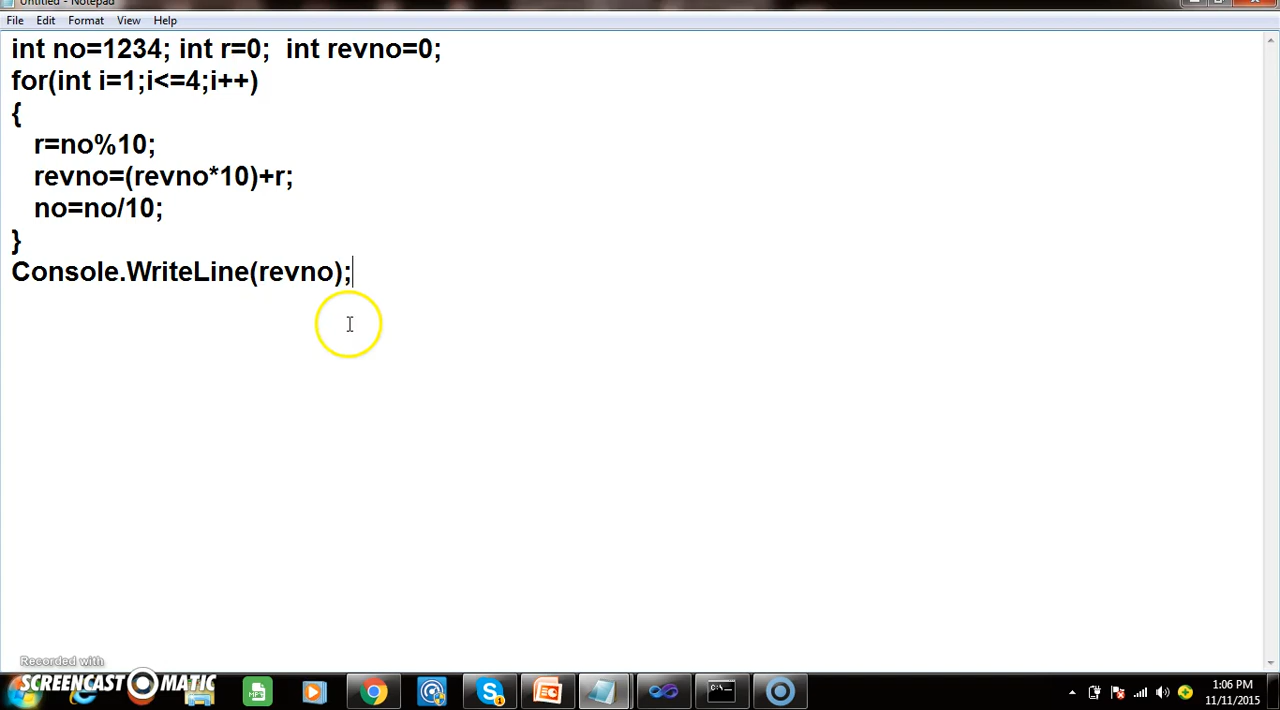 Untitled - Notepad
File Edit Format View Help
int no=1234; int r=0;  int revno=0;
for(int i=1;i<=4;i++)
{
r=no%10;
revno=(revno*10)+r;
no=no/10;
}
Console.WriteLine(revno);
Recorded with
SCREENCAST MATIC
1:06 PM
11/11/2015